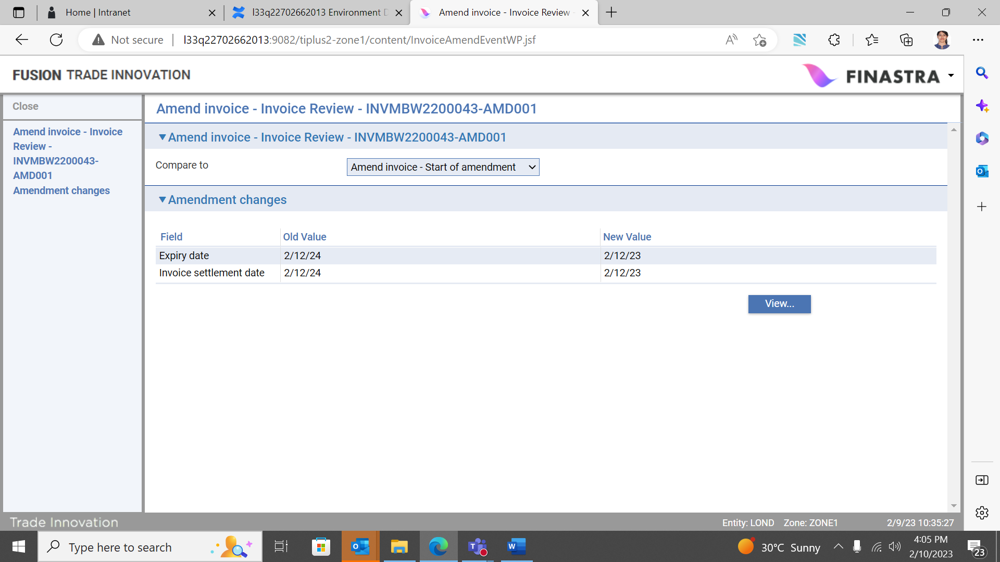 Home | Intranet
l33q22702662013 Environment D
Amend invoice - Invoice Review -
Not secure
l33q22702662013:9082/tiplus2-zone1/content/InvoiceAmendEventWP.jsf
FUSION TRADE INNOVATION
FINASTRA
Close
Amend invoice - Invoice
Review -
INVMBW2200043-
AMD001
Amendment changes
Amend invoice - Invoice Review - INVMBW2200043-AMD001
Amend invoice - Invoice Review - INVMBW2200043-AMD001
Compare to
Amend invoice - Start of amendment
Amendment changes
Field Old Value New Value
Expiry date 2/12/24 2/12/23
Invoice settlement date 2/12/24 2/12/23
View...
Trade Innovation
Entity: LOND Zone: ZONE1 2/9/23 10:35:27
Type here to search
30°C Sunny
4:05 PM
2/10/2023
23